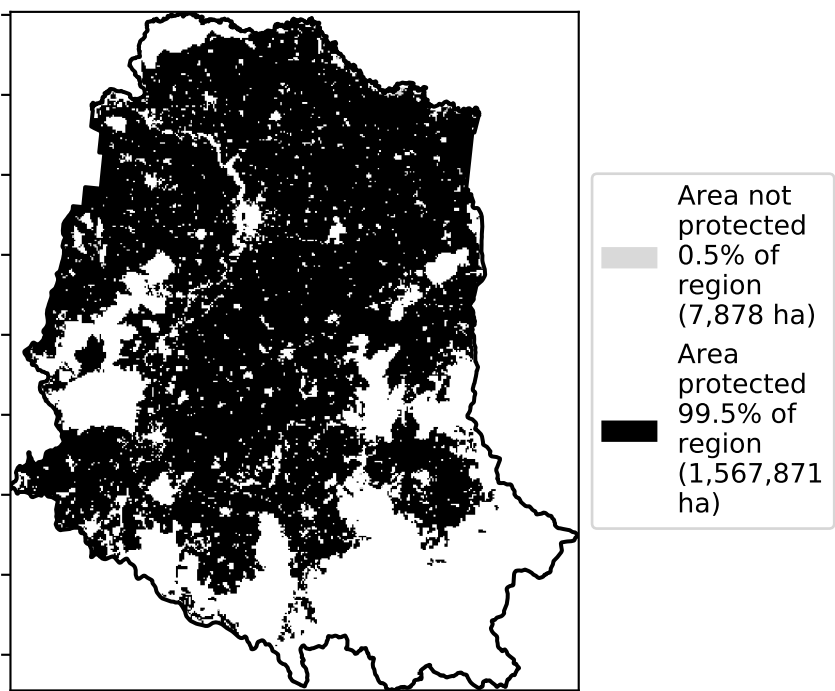 Area not
protected
0.5% of
region
(7,878 ha)
Area
protected
99.5% of
region
(1,567,871
ha)